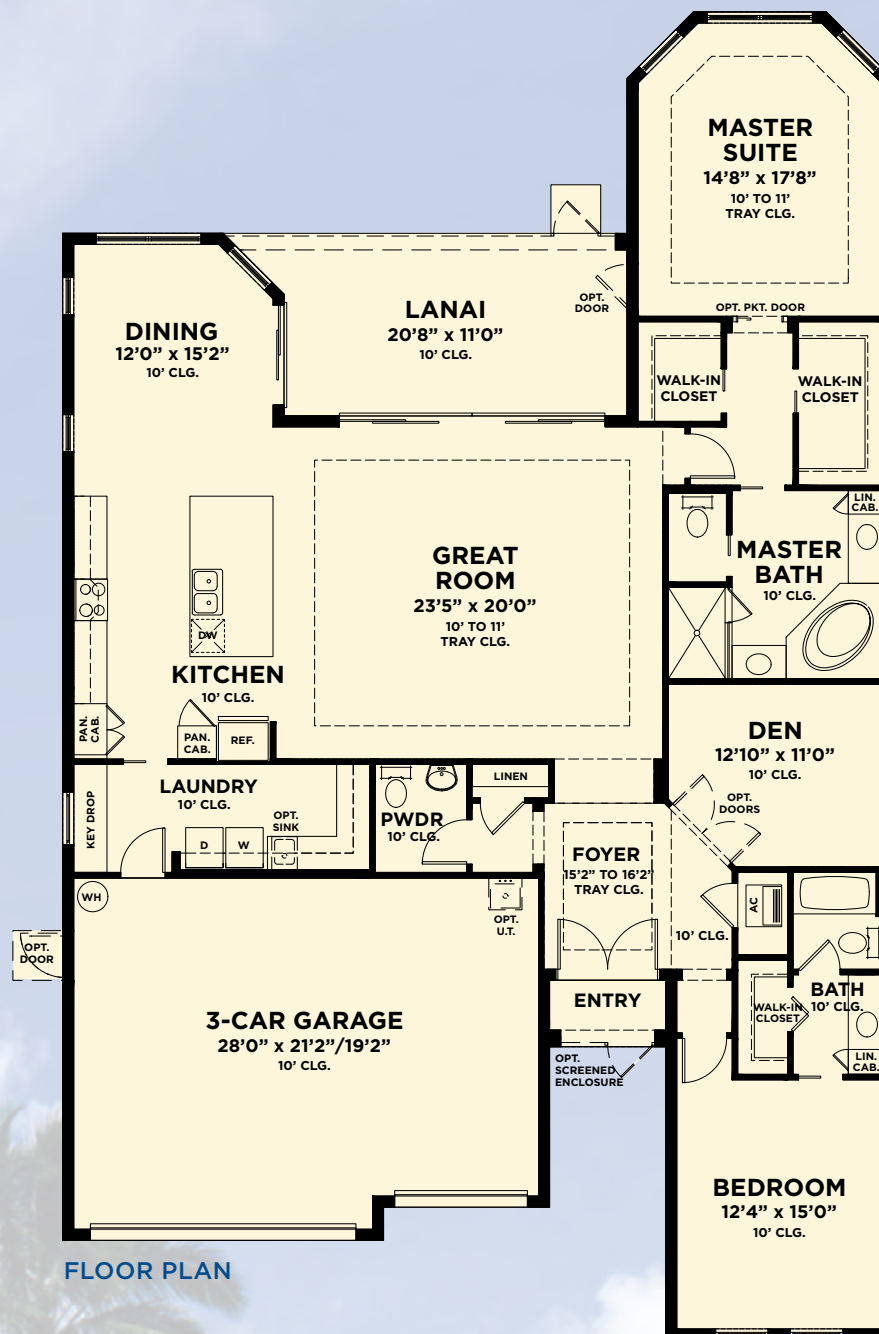 MASTER
SUITE
14’8” x 17’8”
10’ TO 11’
TRAY CLG.
OPT. PKT. DOOR
LANAI
20’8” x 11’0”
10’ CLG.
OPT.
DOOR
DINING
12’0” x 15’2”
10’ CLG.
WALK-IN
CLOSET
WALK-IN
CLOSET
LIN.
CAB.
MASTER
BATH
10’ CLG.
GREAT
ROOM
23’5” x 20’0”
10’ TO 11’
TRAY CLG.
DW
KITCHEN
10’ CLG.
PAN.
CAB.
PAN.
CAB.
REF.
DEN
12’10” x 11’0”
10’ CLG.
OPT.
DOORS
LAUNDRY
10’ CLG.
KEY DROP
OPT.
SINK
D
W
PWDR
10’ CLG.
LINEN
FOYER
15’2” TO 16’2”
TRAY CLG.
10’ CLG.
AC
WH
OPT.
U.T.
OPT.
DOOR
ENTRY
BATH
10’ CLG.
WALK-IN
CLOSET
LIN.
CAB.
OPT.
SCREENED
ENCLOSURE
3-CAR GARAGE
28’0” x 21’2”/19’2”
10’ CLG.
BEDROOM
12’4” x 15’0”
10’ CLG.
FLOOR PLAN